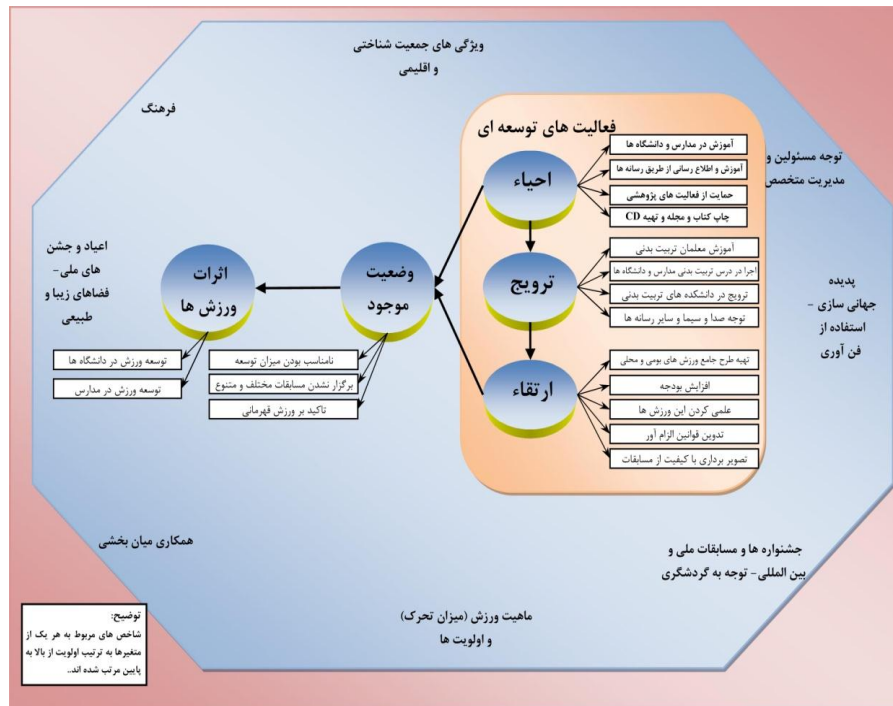 ویژگی های جمعیت شناختی
و اقلیمی
فرهنگ
فعالیت های توسعه ای
توجه مسئولین و
مدیریت متخصص
احیاء
آموزش در مدارس و دانشگاه ها
آموزش و اطلاع رسانی از طریق رسانه ها
حمایت از فعالیت های پژوهشی
چاپ کتاب و مجله و تهیه CD
ترویج
آموزش معلمان تربیت بدنی
اجرا در درس تربیت بدنی مدارس و دانشگاه ها
ترویج در دانشکده های تربیت بدنی
توجه صدا و سیما و سایر رسانه ها
ارتقاء
تهیه طرح جامع ورزش های بومی و محلی
افزایش بودجه
علمی کردن این ورزش ها
تدوین قوانین الزام آور
تصویر برداری با کیفیت از مسابقات
پدیده
جهانی سازی -
استفاده از
فن آوری
وضعیت
موجود
نامناسب بودن میزان توسعه
برگزار نشدن مسابقات مختلف و متنوع
تاکید بر ورزش قهرمانی
اثرات
ورزش ها
توسعه ورزش در دانشگاه ها
توسعه ورزش در مدارس
اعیاد و جشن
های ملی-
فضاهای زیبا و
طبیعی
همکاری میان بخشی
جشنواره ها و مسابقات ملی و
بین المللی- توجه به گردشگری
ماهیت ورزش (میزان تحرک)
و اولویت ها
توضیح:
شاخص های مربوط به هر یک از
متغیرها به ترتیب اولویت از بالا به
پایین مرتب شده اند..